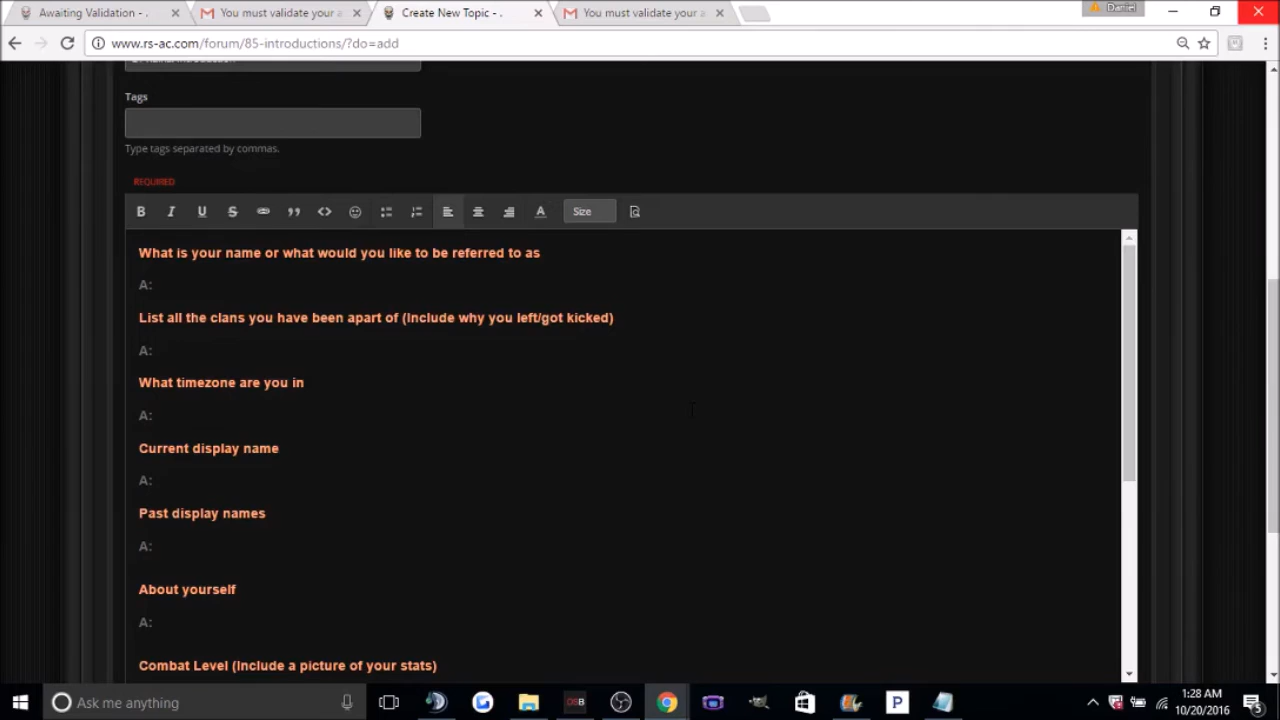 Awaiting Validation - .
You must validate your a
Create New Topic - .
You must validate your a
Daniel
www.rs-ac.com/forum/85-introductions/?do=add
Tags
Type tags separated by commas.
REQUIRED
B I U S Size
What is your name or what would you like to be referred to as
A:
List all the clans you have been apart of (Include why you left/got kicked)
A:
What timezone are you in
A:
Current display name
A:
Past display names
A:
About yourself
A:
Combat Level (Include a picture of your stats)
Ask me anything
1:28 AM
10/20/2016